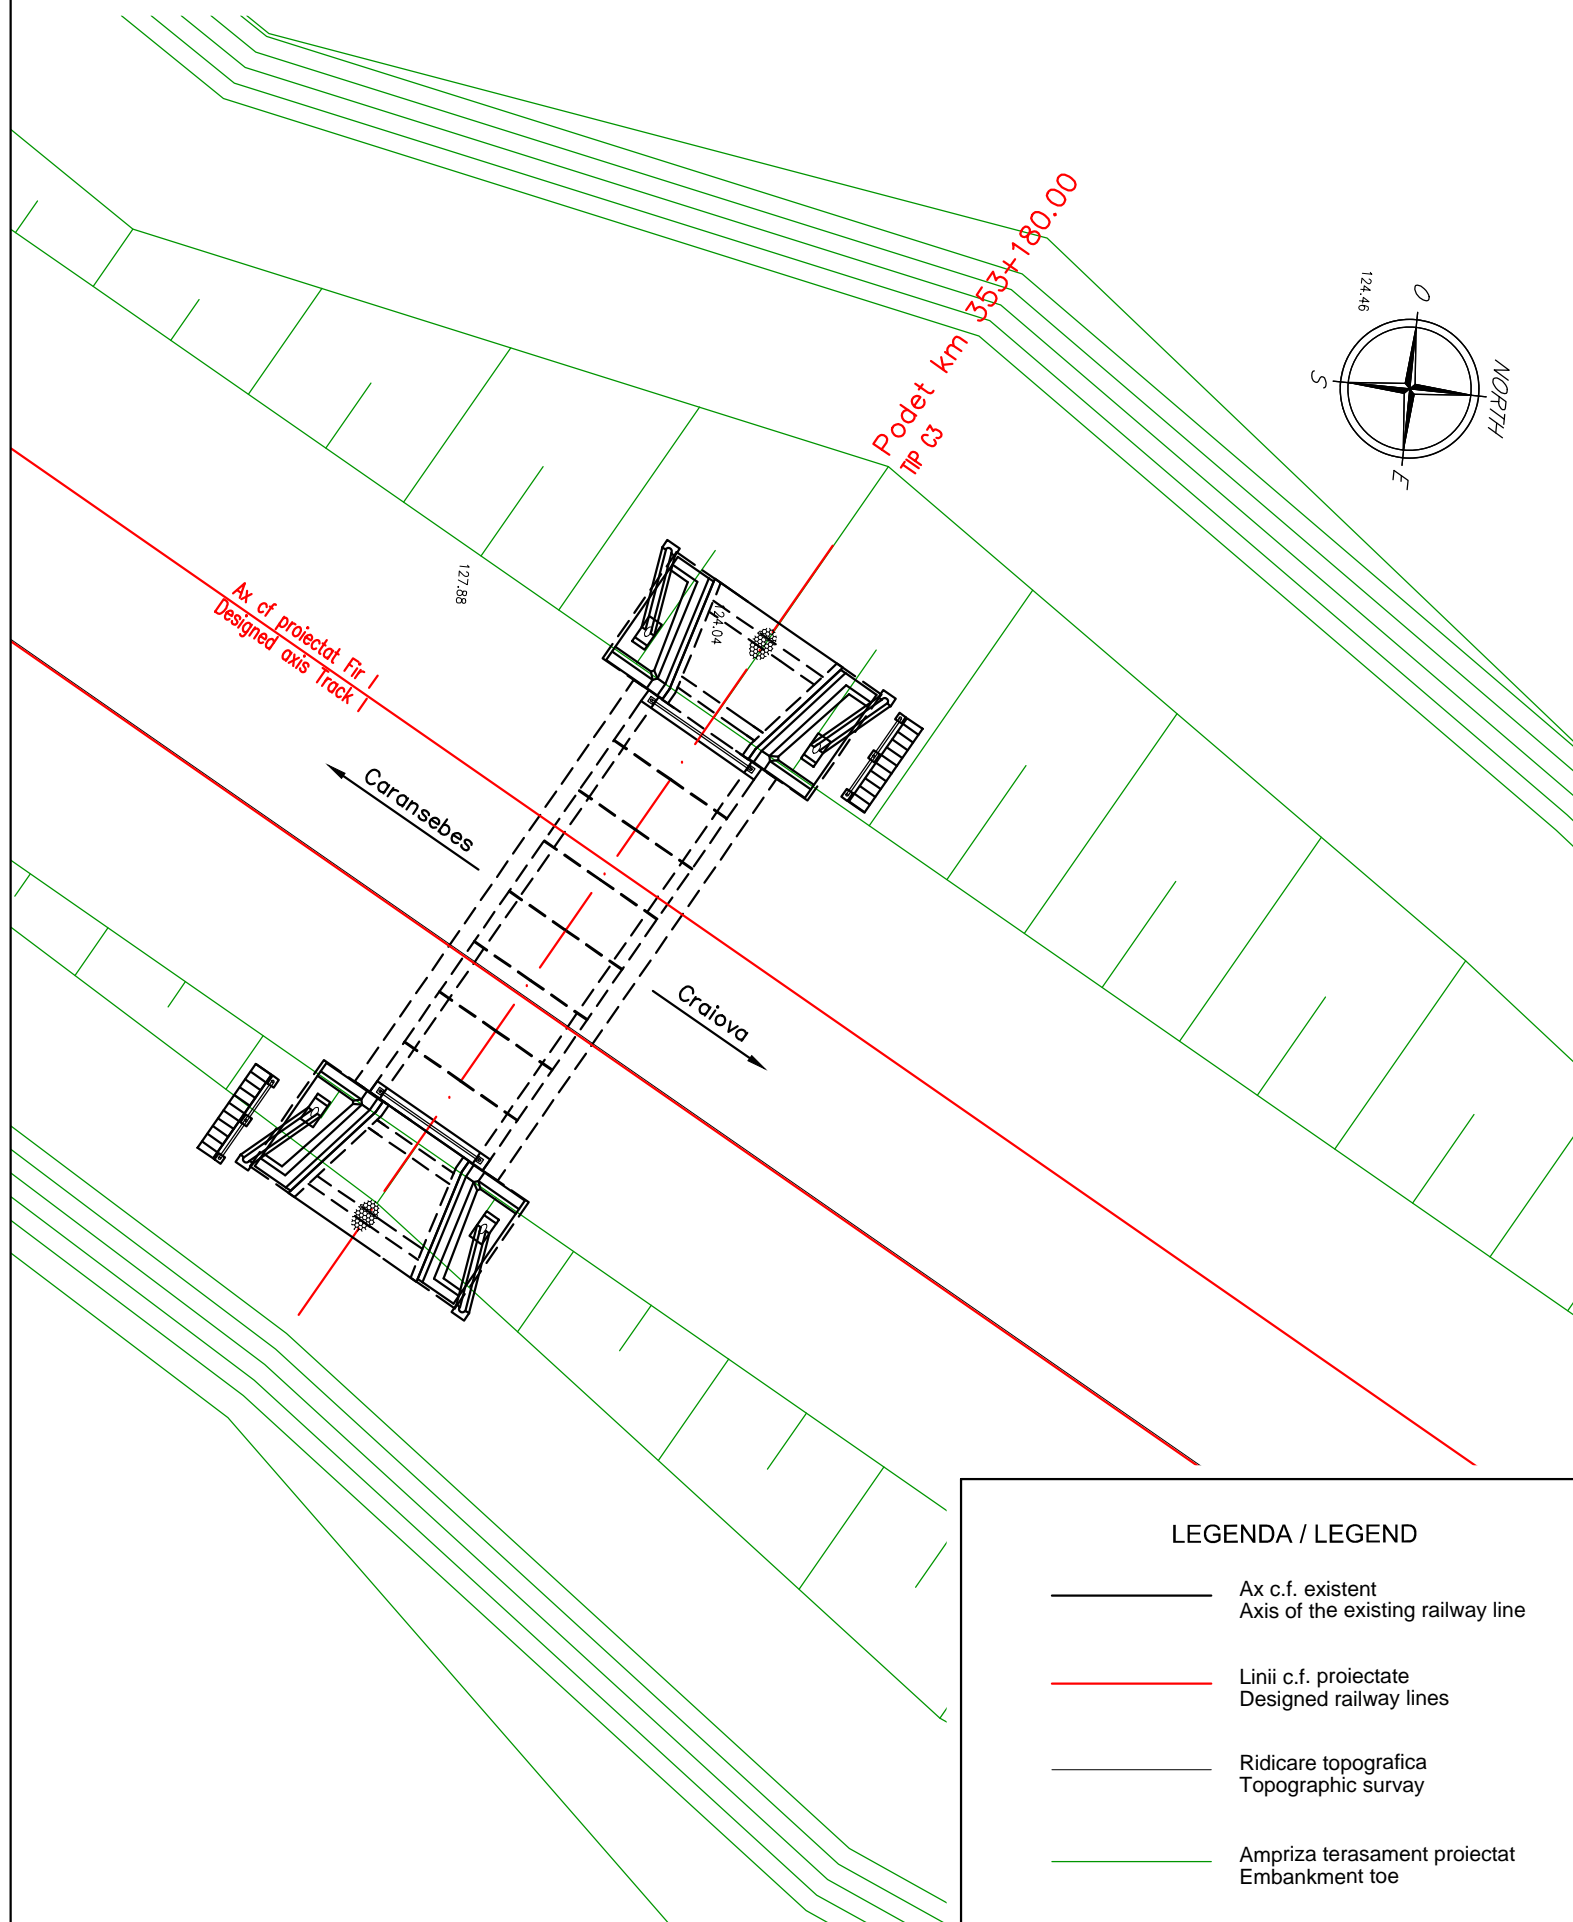 Podet km 353+180.00
TIP C3
124.46
O
NORTH
S
E
127.88
124.04
Ax cf proiectat Fir I
Designed axis Track I
Caransebes
Craiova
LEGENDA / LEGEND
Ax c.f. existent
Axis of the existing railway line
Linii c.f. proiectate
Designed railway lines
Ridicare topografica
Topographic survay
Ampriza terasament proiectat
Embankment toe